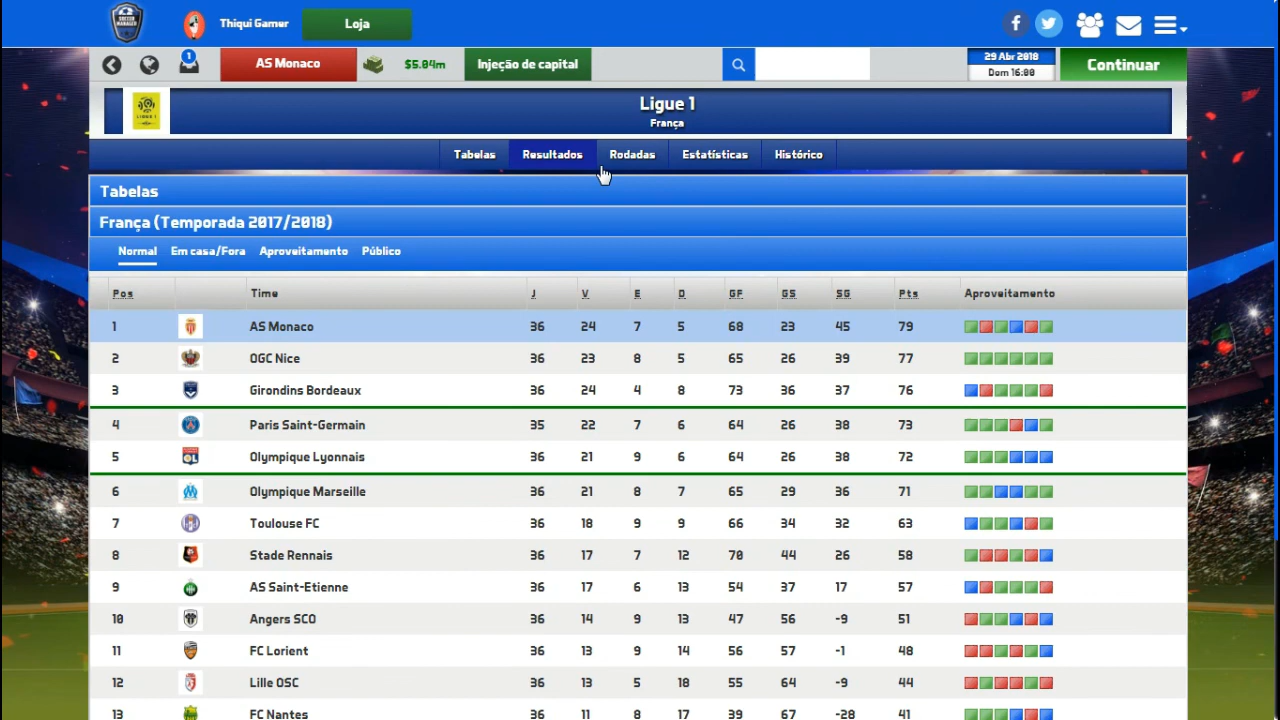 SOCCER MANAGER
Thiqui Gamer
Loja
1
AS Monaco
$5.04m
Injeção de capital
29 Abr 2018
Dom 16:00
Continuar
LIGUE 1
Ligue 1
França
Tabelas Resultados Rodadas Estatísticas Histórico
Tabelas
França (Temporada 2017/2018)
Normal Em casa/Fora Aproveitamento Público
Pos Time J V E D GF GS SG Pts Aproveitamento
1 AS Monaco 36 24 7 5 68 23 45 79
2 OGC Nice 36 23 8 5 65 26 39 77
3 Girondins Bordeaux 36 24 4 8 73 36 37 76
4 Paris Saint-Germain 35 22 7 6 64 26 38 73
5 Olympique Lyonnais 36 21 9 6 64 26 38 72
6 Olympique Marseille 36 21 8 7 65 29 36 71
7 Toulouse FC 36 18 9 9 66 34 32 63
8 Stade Rennais 36 17 7 12 70 44 26 58
9 AS Saint-Etienne 36 17 6 13 54 37 17 57
10 Angers SCO 36 14 9 13 47 56 -9 51
11 FC Lorient 36 13 9 14 56 57 -1 48
12 Lille OSC 36 13 5 18 55 64 -9 44
13 FC Nantes 36 11 8 17 39 67 -28 41